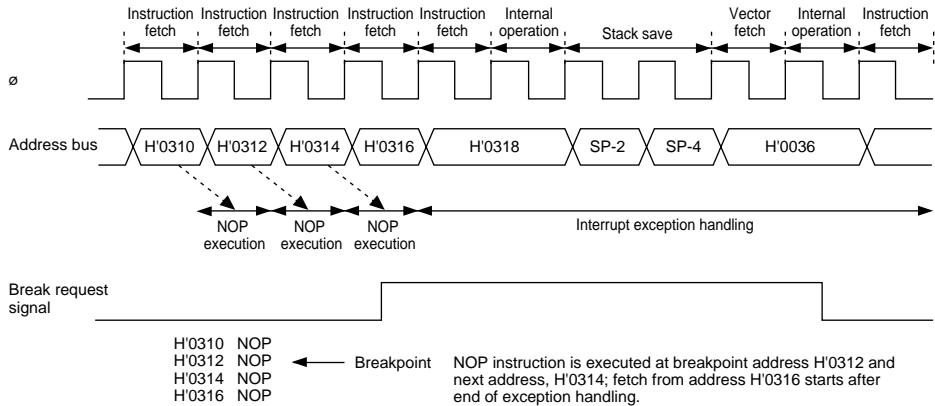 Instruction fetch
Instruction fetch
Instruction fetch
Instruction fetch
Instruction fetch
Internal operation
Stack save
Vector fetch
Internal operation
Instruction fetch
ø
Address bus
H'0310
H'0312
H'0314
H'0316
H'0318
SP-2
SP-4
H'0036
NOP execution
NOP execution
NOP execution
Interrupt exception handling
Break request signal
H'0310 NOP
H'0312 NOP
H'0314 NOP
H'0316 NOP
Breakpoint
NOP instruction is executed at breakpoint address H'0312 and
next address, H'0314; fetch from address H'0316 starts after
end of exception handling.